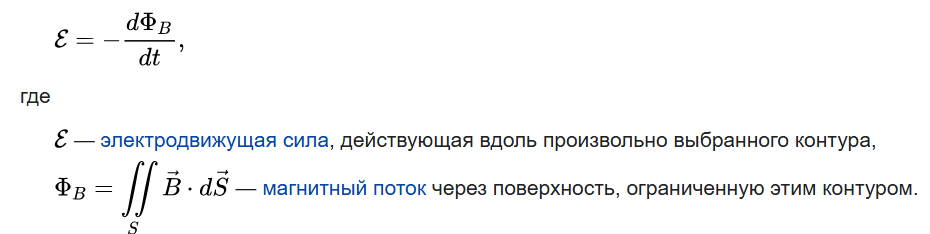 ℰ = − dΦ_B / dt,
где
ℰ — электродвижущая сила, действующая вдоль произвольно выбранного контура,
Φ_B = ∬_S B⃗ · dS⃗ — магнитный поток через поверхность, ограниченную этим контуром.